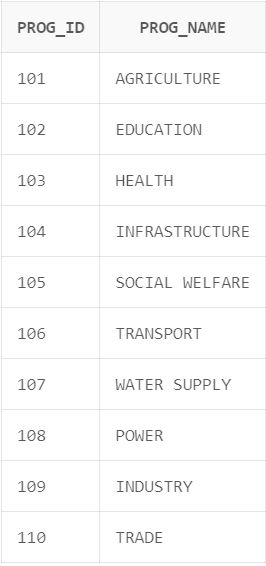 PROG_ID PROG_NAME
101 AGRICULTURE
102 EDUCATION
103 HEALTH
104 INFRASTRUCTURE
105 SOCIAL WELFARE
106 TRANSPORT
107 WATER SUPPLY
108 POWER
109 INDUSTRY
110 TRADE